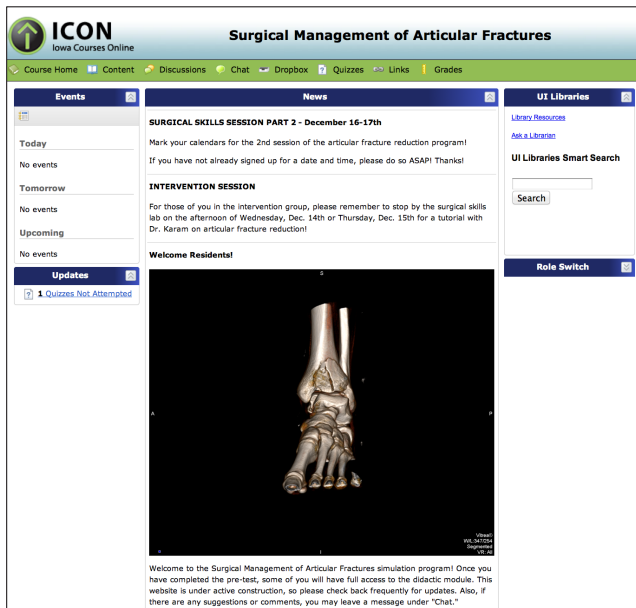 ICON
Iowa Courses Online
Surgical Management of Articular Fractures
Course Home Content Discussions Chat Dropbox Quizzes Links Grades
Events
Today
No events
Tomorrow
No events
Upcoming
No events
Updates
1 Quizzes Not Attempted
News
SURGICAL SKILLS SESSION PART 2 - December 16-17th
Mark your calendars for the 2nd session of the articular fracture reduction program!
If you have not already signed up for a date and time, please do so ASAP! Thanks!
INTERVENTION SESSION
For those of you in the intervention group, please remember to stop by the surgical skills
lab on the afternoon of Wednesday, Dec. 14th or Thursday, Dec. 15th for a tutorial with
Dr. Karam on articular fracture reduction!
Welcome Residents!
S
A
P
I
Vitrea®
W/L:347/254
Segmented
VR: All
Welcome to the Surgical Management of Articular Fractures simulation program! Once you
have completed the pre-test, some of you will have full access to the didactic module. This
website is under active construction, so please check back frequently for updates. Also, if
there are any suggestions or comments, you may leave a message under "Chat."
UI Libraries
Library Resources
Ask a Librarian
UI Libraries Smart Search
Search
Role Switch